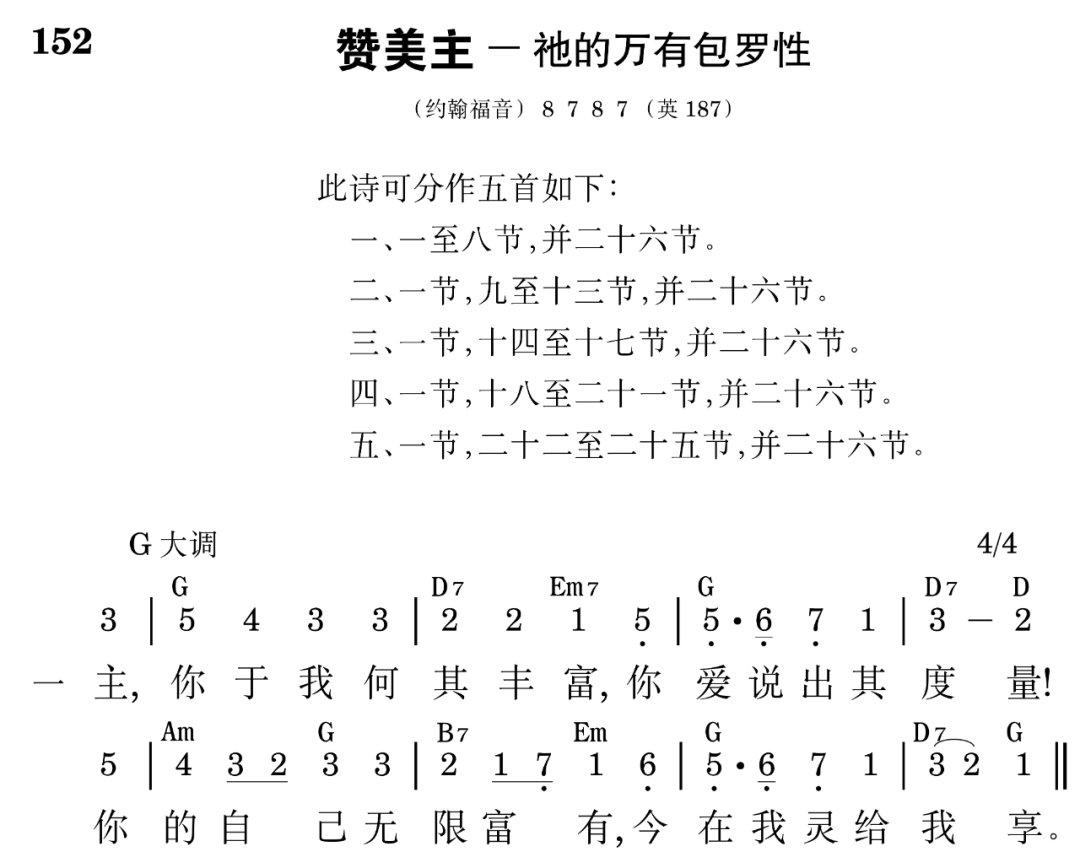 152 赞美主 — 祂的万有包罗性
（约翰福音）8 7 8 7（英 187）
此诗可分作五首如下：
一、一至八节，并二十六节。
二、一节，九至十三节，并二十六节。
三、一节，十四至十七节，并二十六节。
四、一节，十八至二十一节，并二十六节。
五、一节，二十二至二十五节，并二十六节。
G 大调 4/4
G D7 Em7 G D7 D
3 | 5 4 3 3 | 2 2 1 5̣ | 5̣ · 6̣ 7̣ 1 | 3 — 2
一 主，你于我何其丰富，你爱说出其度量！
Am G B7 Em G D7 G
5 | 4 3 2 3 3 | 2 1 7̣ 1 6̣ | 5̣ · 6̣ 7̣ 1 | 3 2 1 ‖
你的自己无限富有，今在我灵给我享。